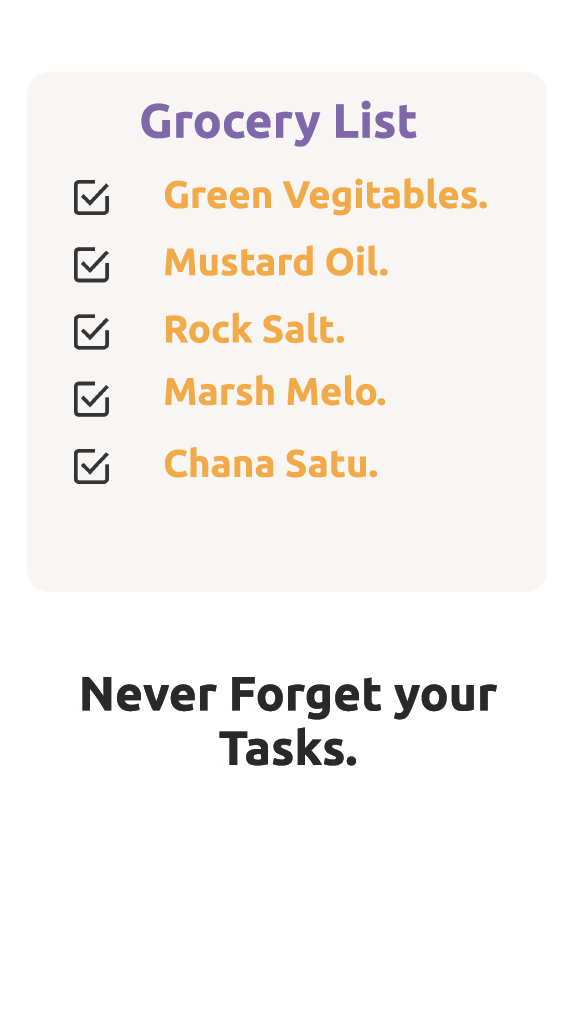 Grocery List
Green Vegitables.
Mustard Oil.
Rock Salt.
Marsh Melo.
Chana Satu.
Never Forget your
Tasks.